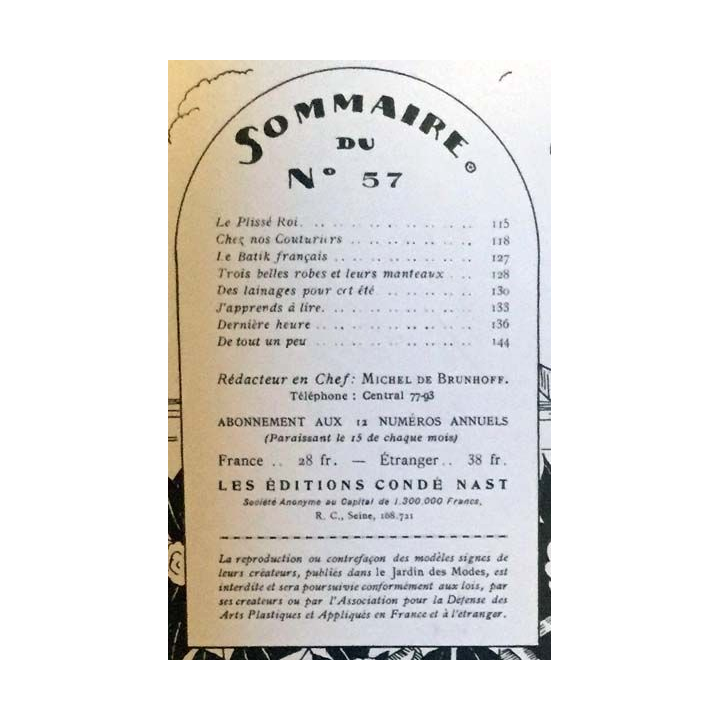 SOMMAIRE
DU
Nº 57
Le Plissé Roi. .. .. .. .. .. .. .. .. 115
Chez nos Couturiers .. .. .. .. .. .. 118
Le Batik français .. .. .. .. .. .. .. 127
Trois belles robes et leurs manteaux .. .. 128
Des lainages pour cet été .. .. .. .. .. 130
J'apprends à lire. .. .. .. .. .. .. .. 133
Dernière heure .. .. .. .. .. .. .. .. 136
De tout un peu .. .. .. .. .. .. .. .. 144
Rédacteur en Chef: MICHEL DE BRUNHOFF.
Téléphone : Central 77-93
ABONNEMENT AUX 12 NUMÉROS ANNUELS
(Paraissant le 15 de chaque mois)
France .. 28 fr. — Étranger .. 38 fr.
LES ÉDITIONS CONDÉ NAST
Société Anonyme au Capital de 1.300.000 Francs,
R. C., Seine, 168.721
La reproduction ou contrefaçon des modèles signes de
leurs créateurs, publiés dans le Jardin des Modes, est
interdite et sera poursuivie conformément aux lois, par
ses createurs ou par l'Association pour la Défense des
Arts Plastiques et Appliqués en France et à l'étranger.